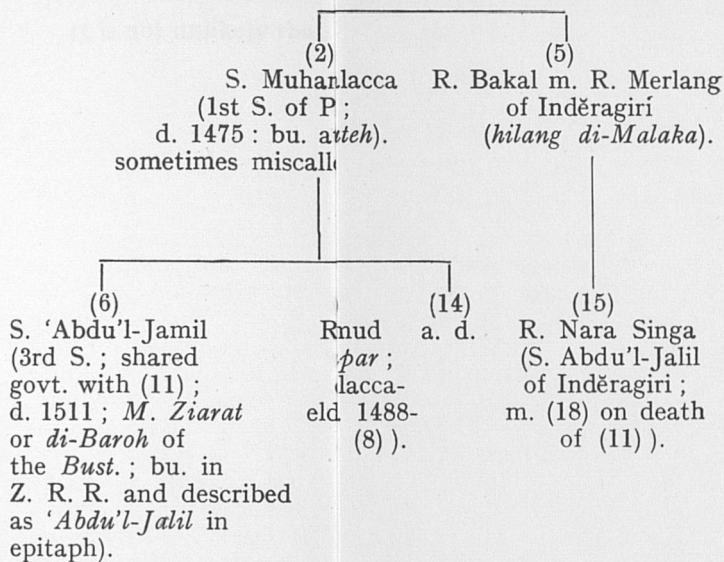 (2)
S. Muhanlacca
(1st S. of P ;
d. 1475 : bu. ateh).
sometimes miscall
(5)
R. Bakal m. R. Merlang
of Indĕragiri
(hilang di-Malaka).
(6)
S. ‘Abdu’l-Jamil
(3rd S. ; shared
govt. with (11) ;
d. 1511 ; M. Ziarat
or di-Baroh of
the Bust. ; bu. in
Z. R. R. and described
as ‘Abdu’l-Jalil in
epitaph).
Rnud
par ;
lacca-
eld 1488-
(8) ).
(14)
a. d.
(15)
R. Nara Singa
(S. Abdu’l-Jalil
of Indĕragiri ;
m. (18) on death
of (11) ).